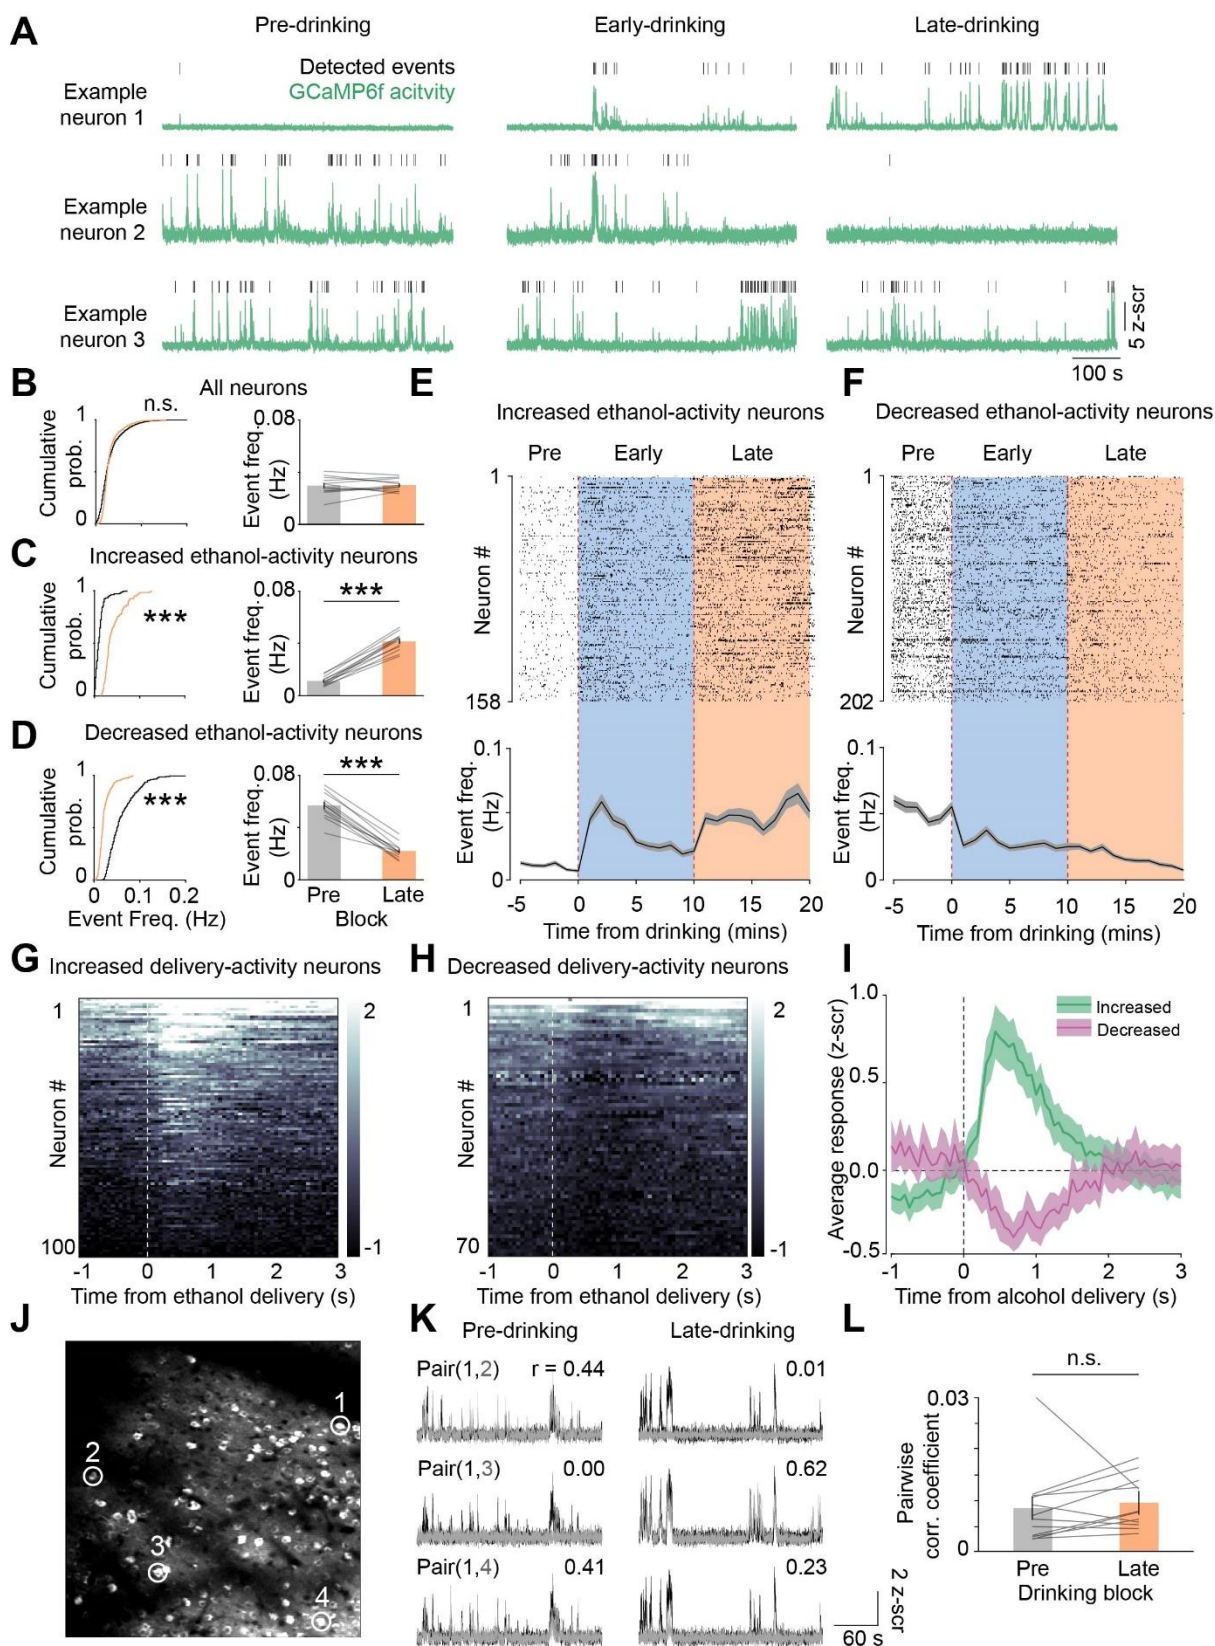 A
Pre-drinking
Early-drinking
Late-drinking
Detected events
GCaMP6f acitvity
Example
neuron 1
Example
neuron 2
Example
neuron 3
5 z-scr
100 s
B
All neurons
Cumulative
prob.
1
0
n.s.
Event freq.
(Hz)
0.08
0
C
Increased ethanol-activity neurons
Cumulative
prob.
1
0
***
Event freq.
(Hz)
0.08
0
***
D
Decreased ethanol-activity neurons
Cumulative
prob.
1
0
***
0 0.1 0.2
Event Freq. (Hz)
Event freq.
(Hz)
0.08
0
***
Pre Late
Block
E
Increased ethanol-activity neurons
Pre Early Late
1
Neuron #
158
0.1
Event freq.
(Hz)
0
-5 0 5 10 15 20
Time from drinking (mins)
F
Decreased ethanol-activity neurons
Pre Early Late
1
Neuron #
202
0.1
Event freq.
(Hz)
0
-5 0 5 10 15 20
Time from drinking (mins)
G
Increased delivery-activity neurons
1
Neuron #
100
2
-1
-1 0 1 2 3
Time from ethanol delivery (s)
H
Decreased delivery-activity neurons
1
Neuron #
70
2
-1
-1 0 1 2 3
Time from ethanol delivery (s)
I
Average response (z-scr)
1.0
0.5
0.0
-0.5
Increased
Decreased
-1 0 1 2 3
Time from alcohol delivery (s)
J
1
2
3
4
K
Pre-drinking
Late-drinking
Pair(1,2) r = 0.44 0.01
Pair(1,3) 0.00 0.62
Pair(1,4) 0.41 0.23
2 z-scr
60 s
L
n.s.
Pairwise
corr. coefficient
0.03
0
Pre Late
Drinking block